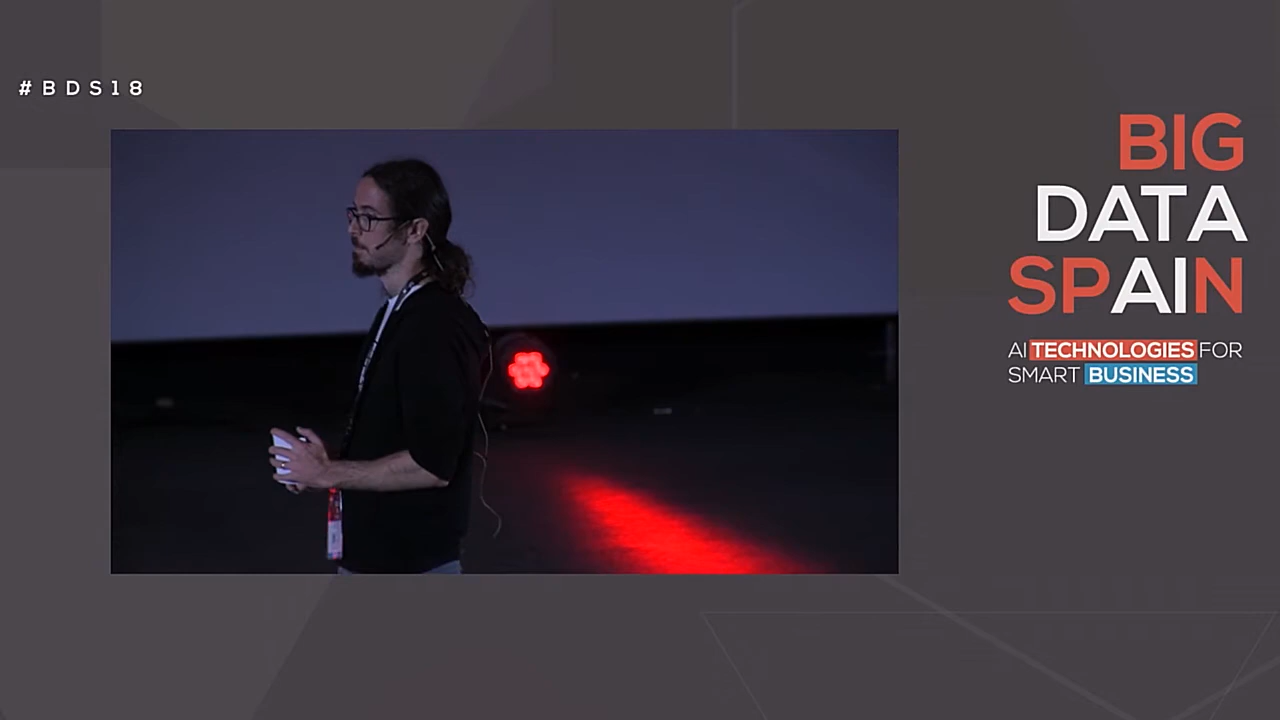 #BDS18
BIG
DATA
SPAIN
AI TECHNOLOGIES FOR
SMART BUSINESS